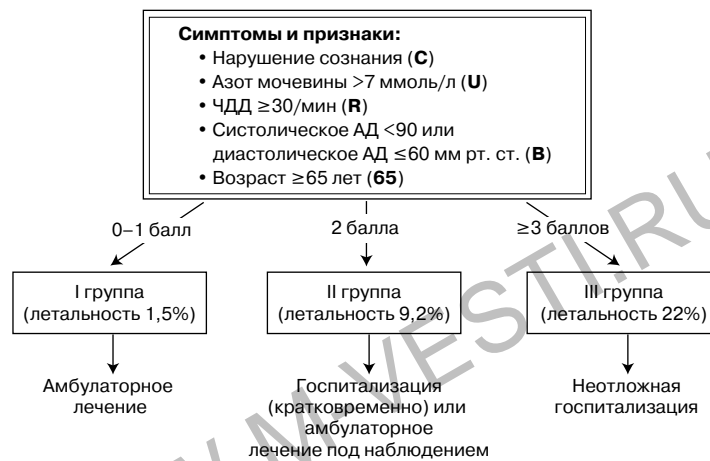 Симптомы и признаки:
• Нарушение сознания (C)
• Азот мочевины >7 ммоль/л (U)
• ЧДД ≥30/мин (R)
• Систолическое АД <90 или
диастолическое АД ≤60 мм рт. ст. (B)
• Возраст ≥65 лет (65)
0–1 балл
2 балла
≥3 баллов
I группа
(летальность 1,5%)
II группа
(летальность 9,2%)
III группа
(летальность 22%)
Амбулаторное
лечение
Госпитализация
(кратковременно) или
амбулаторное
лечение под наблюдением
Неотложная
госпитализация
W.M-VESTI.RU